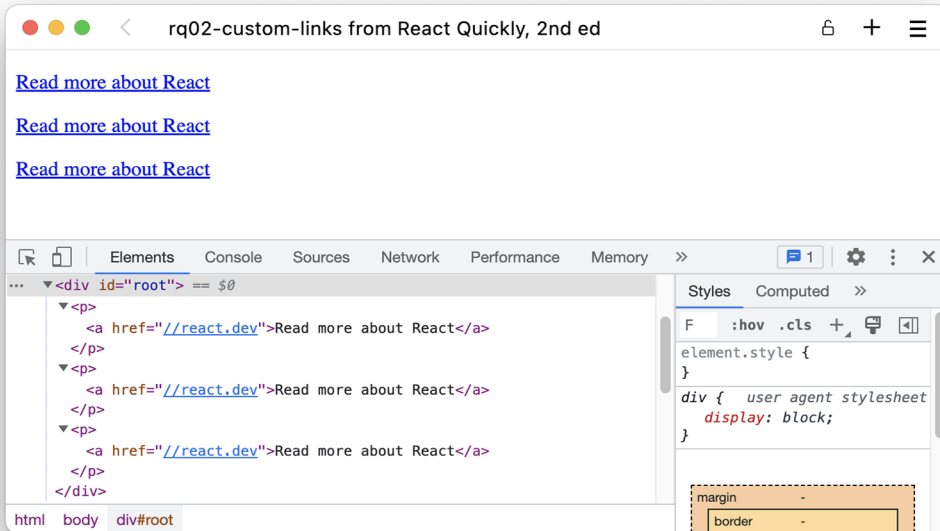 rq02-custom-links from React Quickly, 2nd ed
Read more about React
Read more about React
Read more about React
Elements Console Sources Network Performance Memory » 1
<div id="root"> == $0
<p>
<a href="//react.dev">Read more about React</a>
</p>
<p>
<a href="//react.dev">Read more about React</a>
</p>
<p>
<a href="//react.dev">Read more about React</a>
</p>
</div>
html body div#root
Styles Computed »
F :hov .cls
element.style {
}
div { user agent stylesheet
display: block;
}
margin -
border -